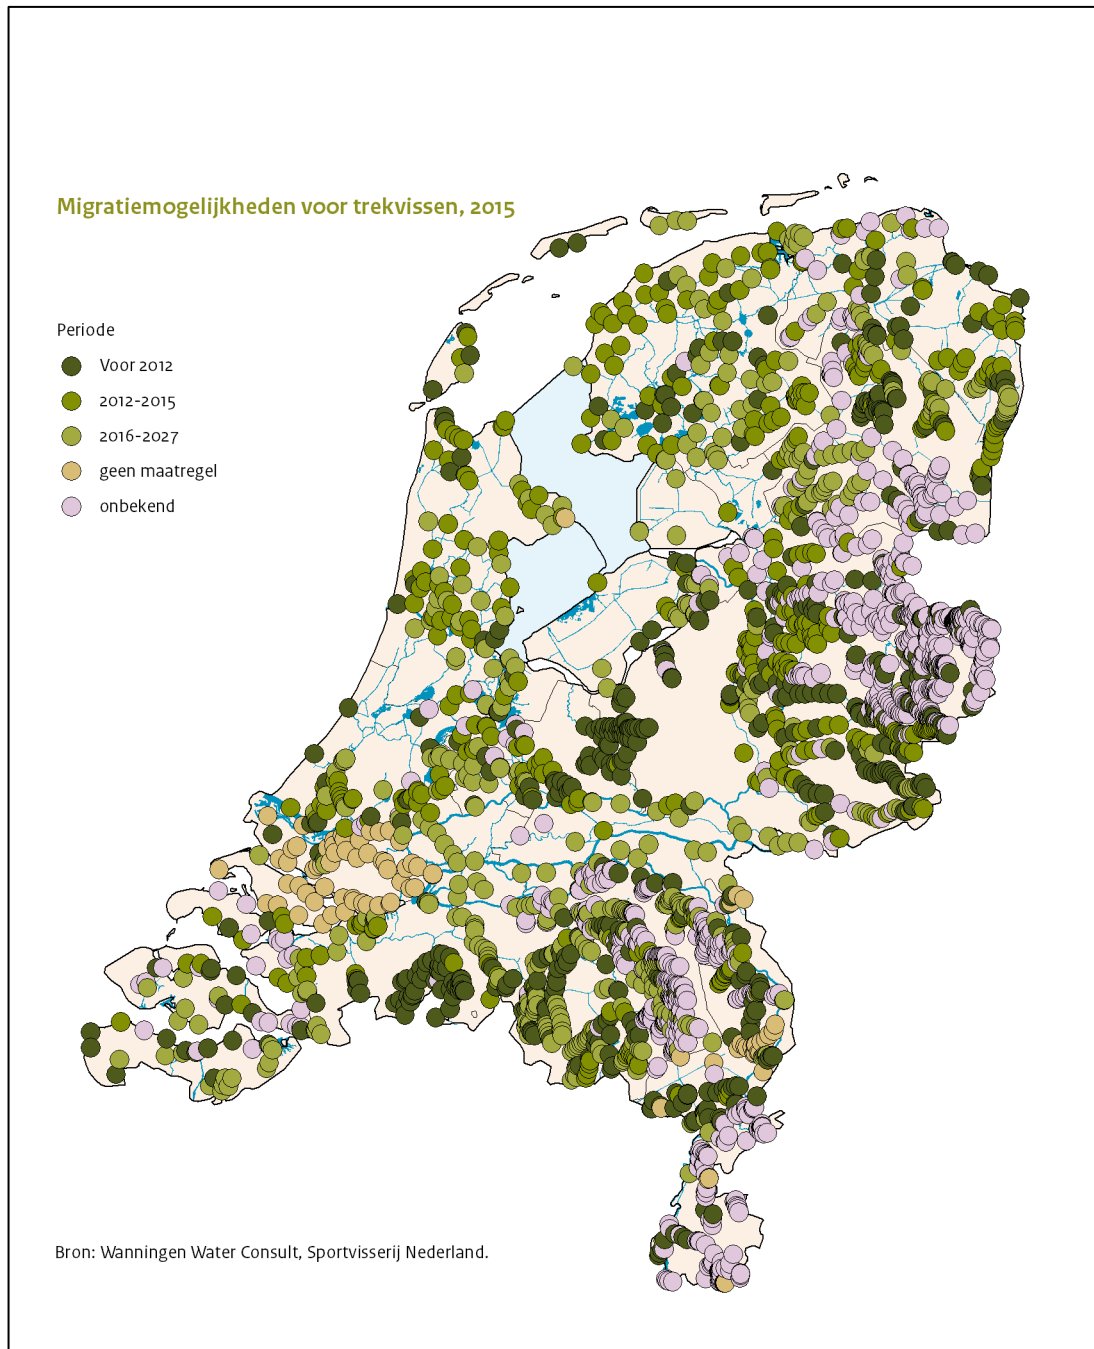 Migratiemogelijkheden voor trekvissen, 2015
Periode
Voor 2012
2012-2015
2016-2027
geen maatregel
onbekend
Bron: Wanningen Water Consult, Sportvisserij Nederland.